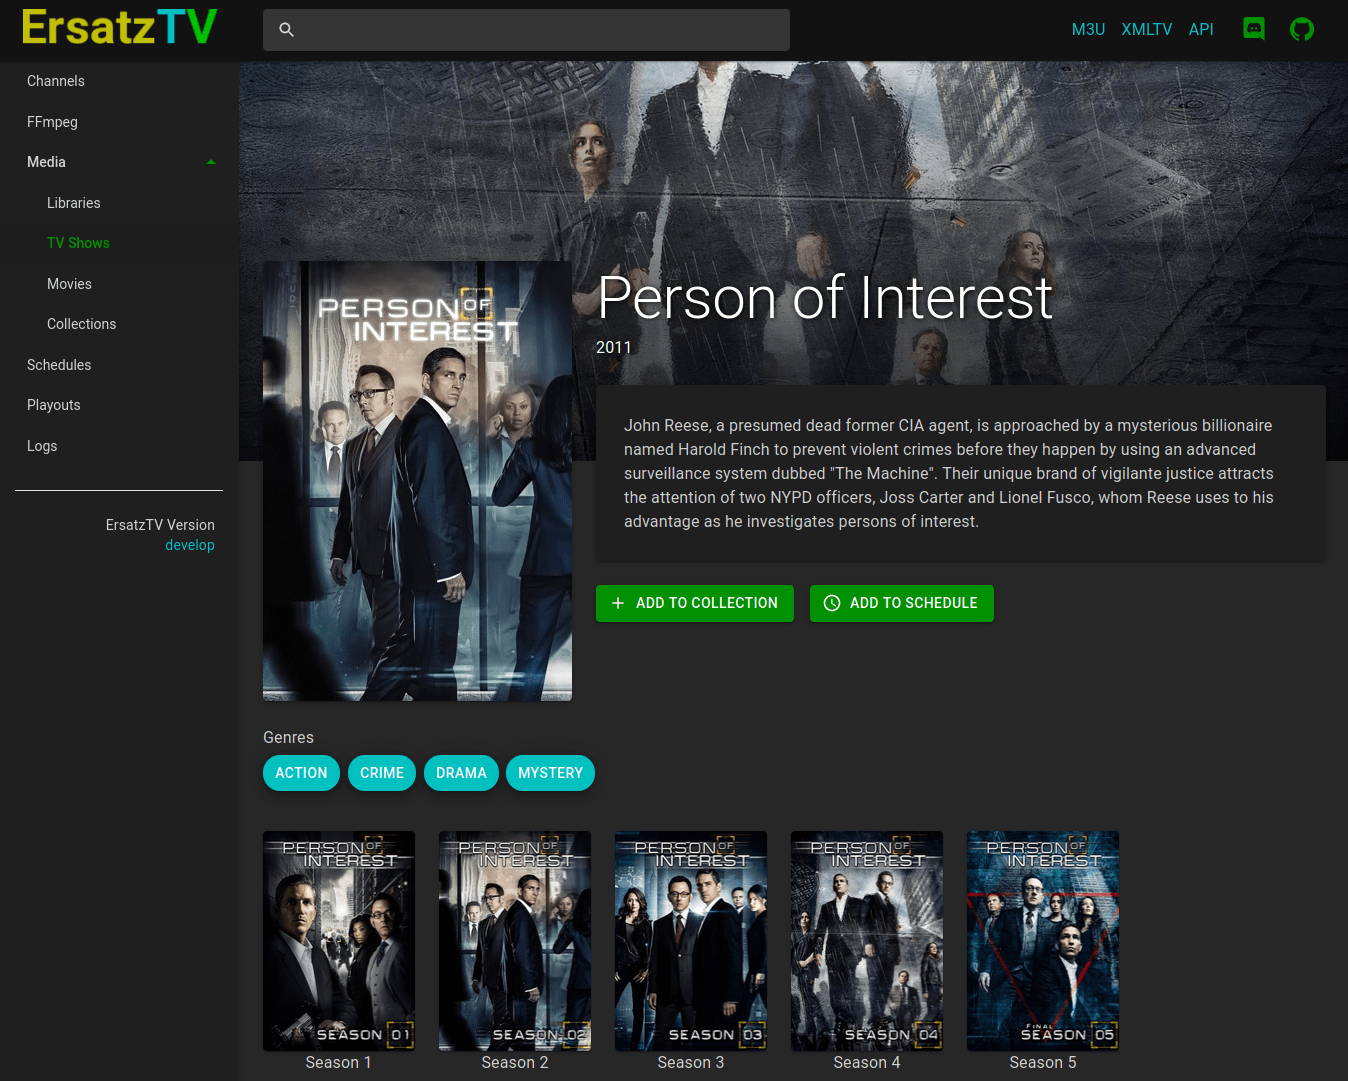 ErsatzTV
M3U XMLTV API
Channels
FFmpeg
Media
Libraries
TV Shows
Movies
Collections
Schedules
Playouts
Logs
ErsatzTV Version
develop
PERSON OF
INTEREST
Person of Interest
2011
John Reese, a presumed dead former CIA agent, is approached by a mysterious billionaire
named Harold Finch to prevent violent crimes before they happen by using an advanced
surveillance system dubbed "The Machine". Their unique brand of vigilante justice attracts
the attention of two NYPD officers, Joss Carter and Lionel Fusco, whom Reese uses to his
advantage as he investigates persons of interest.
ADD TO COLLECTION
ADD TO SCHEDULE
Genres
ACTION CRIME DRAMA MYSTERY
PERSON OF
INTEREST
SEASON 01
Season 1
PERSON OF
INTEREST
SEASON 02
Season 2
PERSON OF
INTEREST
SEASON 03
Season 3
PERSON OF
INTEREST
SEASON 04
Season 4
PERSON OF
INTEREST
FINAL
SEASON 05
Season 5